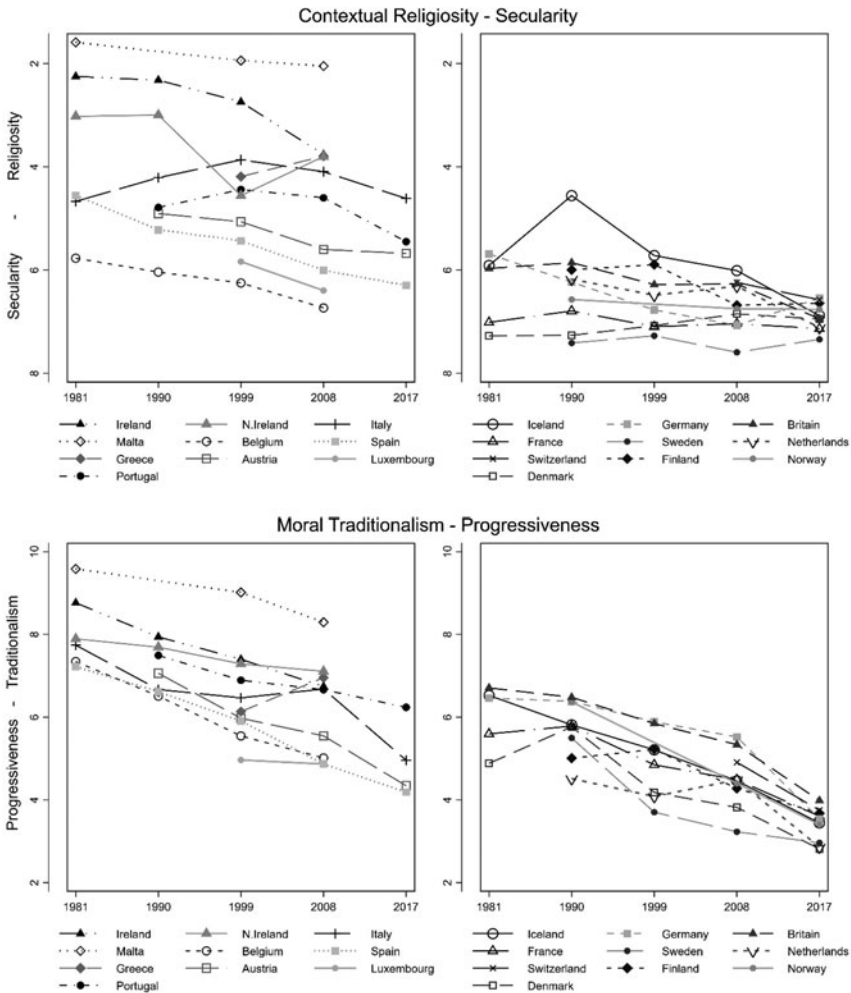 Contextual Religiosity - Secularity
Secularity - Religiosity
2
4
6
8
1981 1990 1999 2008 2017
Ireland N.Ireland Italy
Malta Belgium Spain
Greece Austria Luxembourg
Portugal
2
4
6
8
1981 1990 1999 2008 2017
Iceland Germany Britain
France Sweden Netherlands
Switzerland Finland Norway
Denmark
Moral Traditionalism - Progressiveness
Progressiveness - Traditionalism
10
8
6
4
2
1981 1990 1999 2008 2017
Ireland N.Ireland Italy
Malta Belgium Spain
Greece Austria Luxembourg
Portugal
10
8
6
4
2
1981 1990 1999 2008 2017
Iceland Germany Britain
France Sweden Netherlands
Switzerland Finland Norway
Denmark